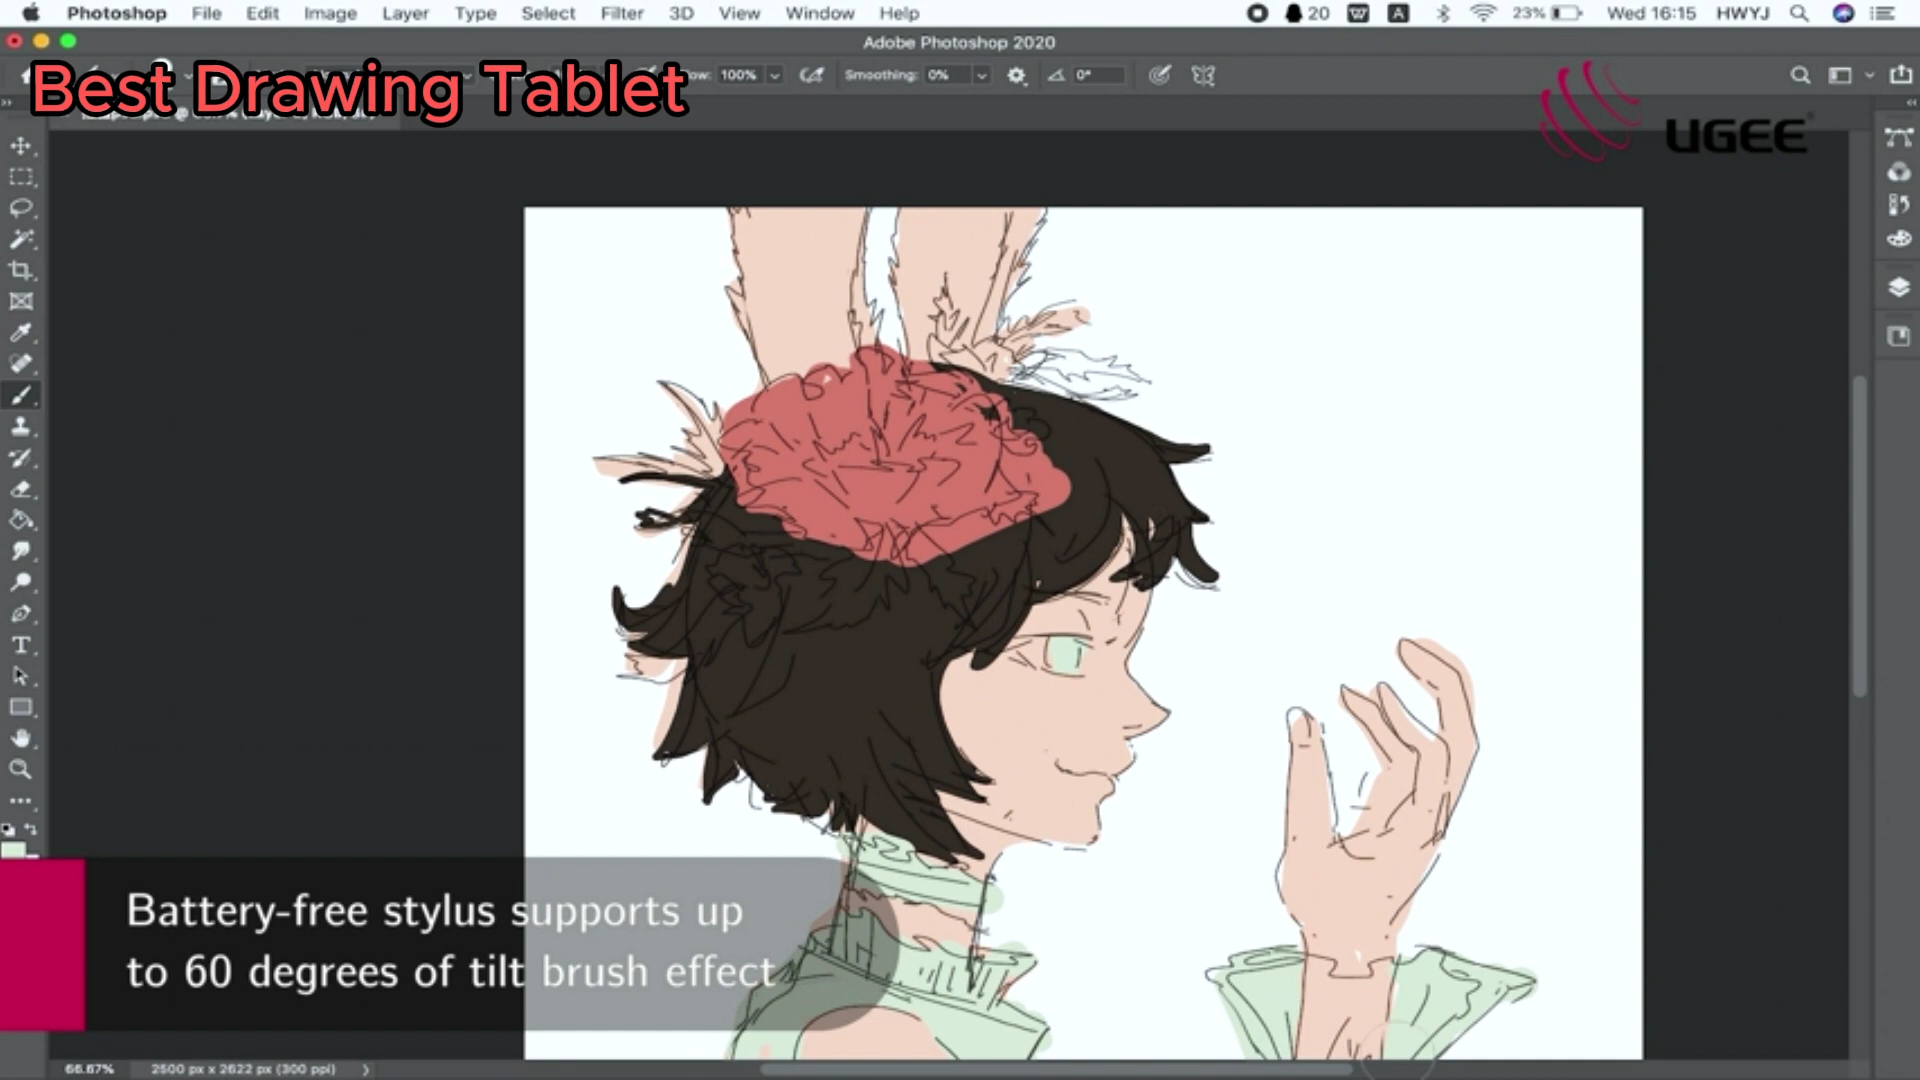 Photoshop File Edit Image Layer Type Select Filter 3D View Window Help 20 A 23% Wed 16:15 HWYJ
Adobe Photoshop 2020
Best Drawing Tablet
100% Smoothing: 0% 0°
UGEE
T
Battery-free stylus supports up
to 60 degrees of tilt brush effect
66.67% 2500 px x 2622 px (300 ppi)